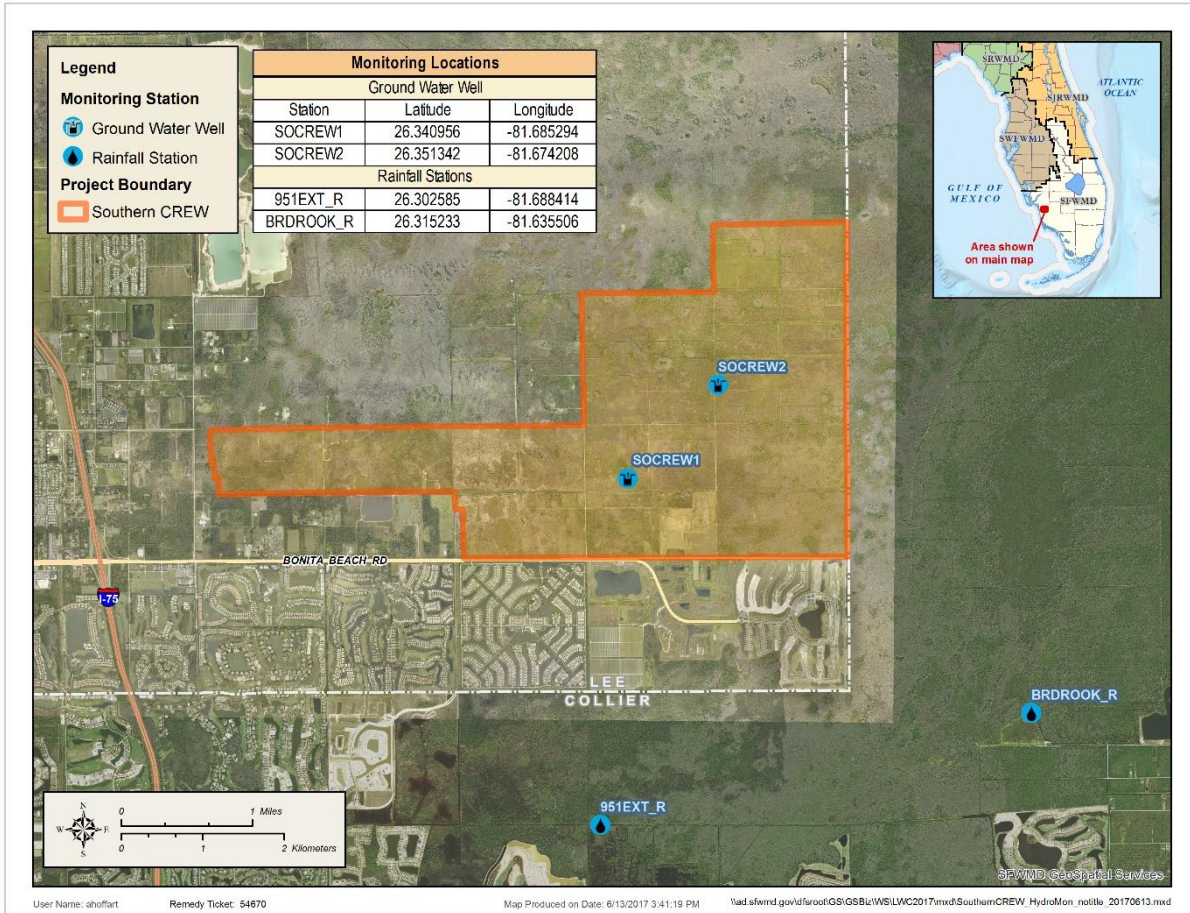 Legend
Monitoring Station
Ground Water Well
Rainfall Station
Project Boundary
Southern CREW
Monitoring Locations
Ground Water Well
Station Latitude Longitude
SOCREW1 26.340956 -81.685294
SOCREW2 26.351342 -81.674208
Rainfall Stations
951EXT_R 26.302585 -81.688414
BRDROOK_R 26.315233 -81.635506
SRWMD
SJRWMD
ATLANTIC
OCEAN
SWFWMD
GULF OF
MEXICO
SFWMD
Area shown
on main map
SOCREW2
SOCREW1
BONITA BEACH RD
I-75
LEE
COLLIER
BRDROOK_R
951EXT_R
N
W E
S
0 1 Miles
0 1 2 Kilometers
SFWMD GeoSpatial Services
User Name: ahoffart Remedy Ticket: 54670 Map Produced on Date: 6/13/2017 3:41:19 PM \\ad.sfwmd.gov\dfsroot\GS\GSBiz\WS\LWC2017\mxd\SouthernCREW_HydroMon_notitle_20170613.mxd